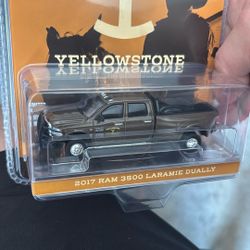 YELLOWSTONE
2017 RAM 3500 LARAMIE DUALLY